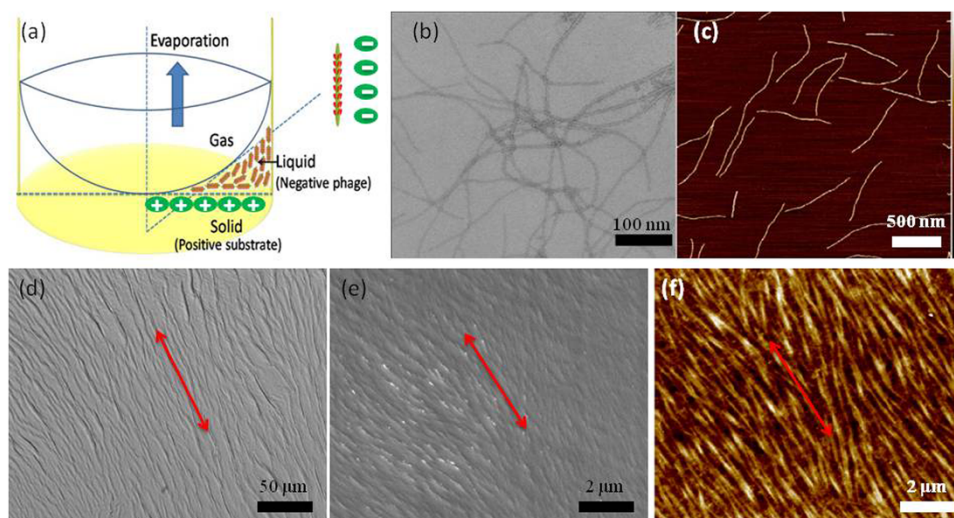 (a)
Evaporation
Gas
Liquid
(Negative phage)
Solid
(Positive substrate)
(b)
100 nm
(c)
500 nm
(d)
50 μm
(e)
2 μm
(f)
2 μm